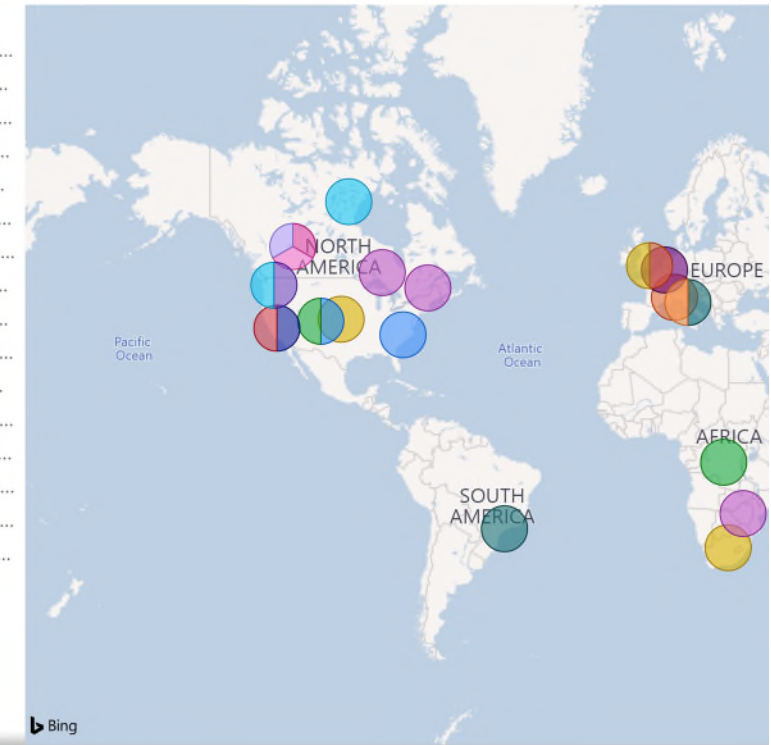 NORTH
AMERICA
EUROPE
Pacific
Ocean
Atlantic
Ocean
AFRICA
SOUTH
AMERICA
Bing